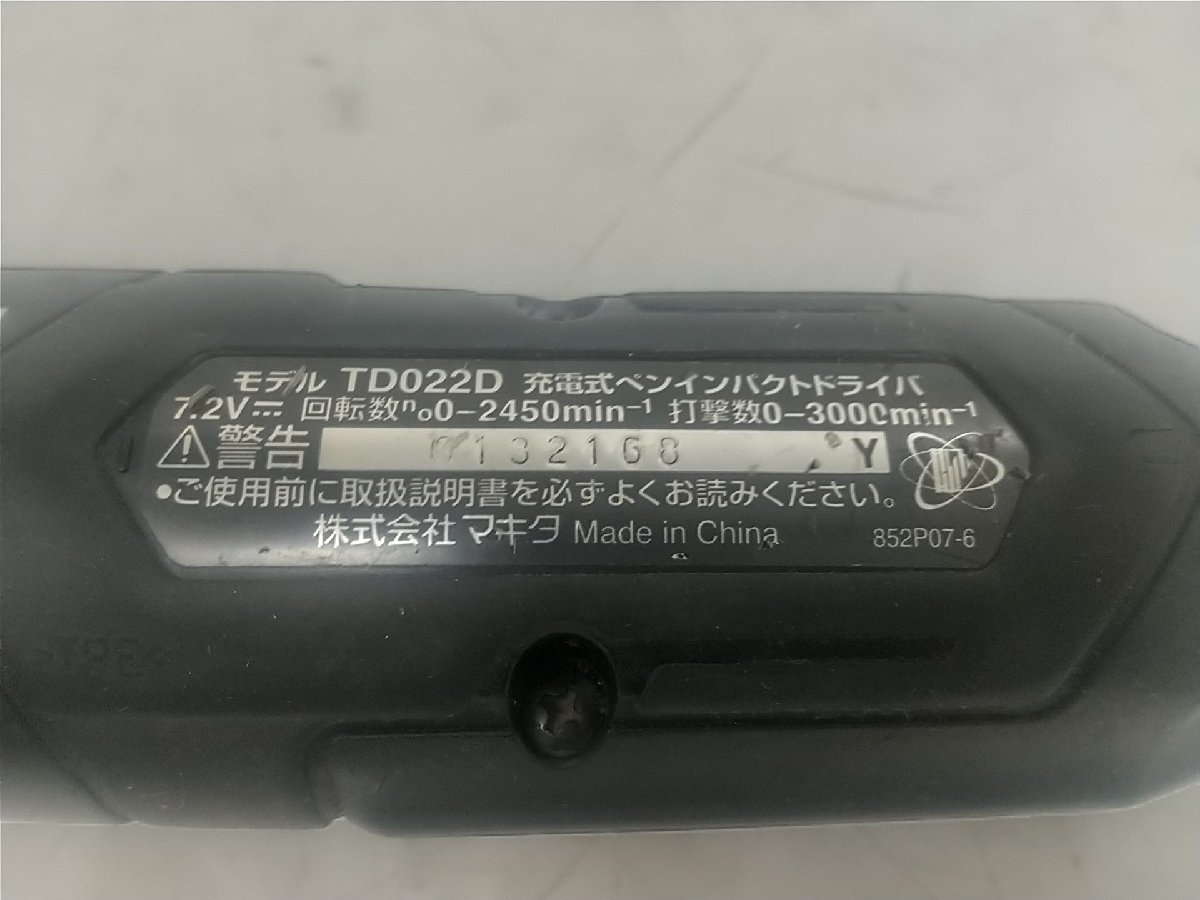 モデル TD022D 充電式ペンインパクトドライバ
7.2V⎓ 回転数n₀0-2450min⁻¹ 打撃数0-3000min⁻¹
⚠警告 Y
●ご使用前に取扱説明書を必ずよくお読みください。
株式会社マキタ Made in China 852P07-6